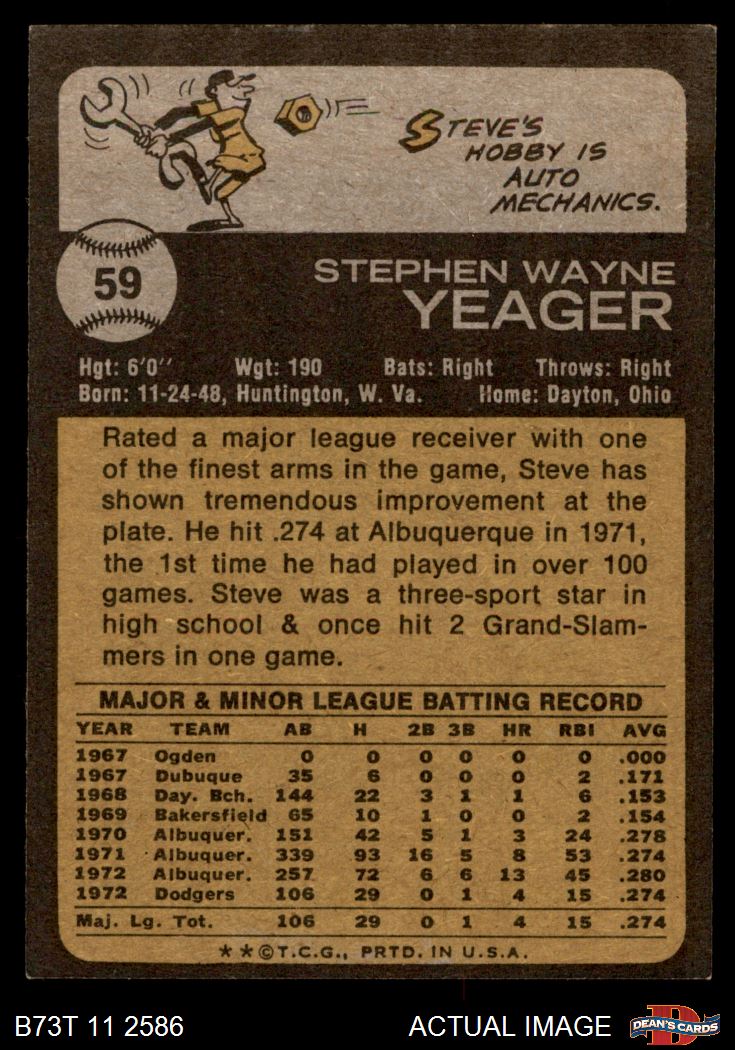 STEVE'S
HOBBY IS
AUTO
MECHANICS.
59
STEPHEN WAYNE
YEAGER
Hgt: 6'0'' Wgt: 190 Bats: Right Throws: Right
Born: 11-24-48, Huntington, W. Va. Home: Dayton, Ohio
Rated a major league receiver with one
of the finest arms in the game, Steve has
shown tremendous improvement at the
plate. He hit .274 at Albuquerque in 1971,
the 1st time he had played in over 100
games. Steve was a three-sport star in
high school & once hit 2 Grand-Slam-
mers in one game.
MAJOR & MINOR LEAGUE BATTING RECORD
YEAR TEAM AB H 2B 3B HR RBI AVG
1967 Ogden 0 0 0 0 0 0 .000
1967 Dubuque 35 6 0 0 0 2 .171
1968 Day. Bch. 144 22 3 1 1 6 .153
1969 Bakersfield 65 10 1 0 0 2 .154
1970 Albuquer. 151 42 5 1 3 24 .278
1971 Albuquer. 339 93 16 5 8 53 .274
1972 Albuquer. 257 72 6 6 13 45 .280
1972 Dodgers 106 29 0 1 4 15 .274
Maj. Lg. Tot. 106 29 0 1 4 15 .274
* * ©T.C.G., PRTD. IN U.S.A.
B73T 11 2586 ACTUAL IMAGE DEAN'S CARDS